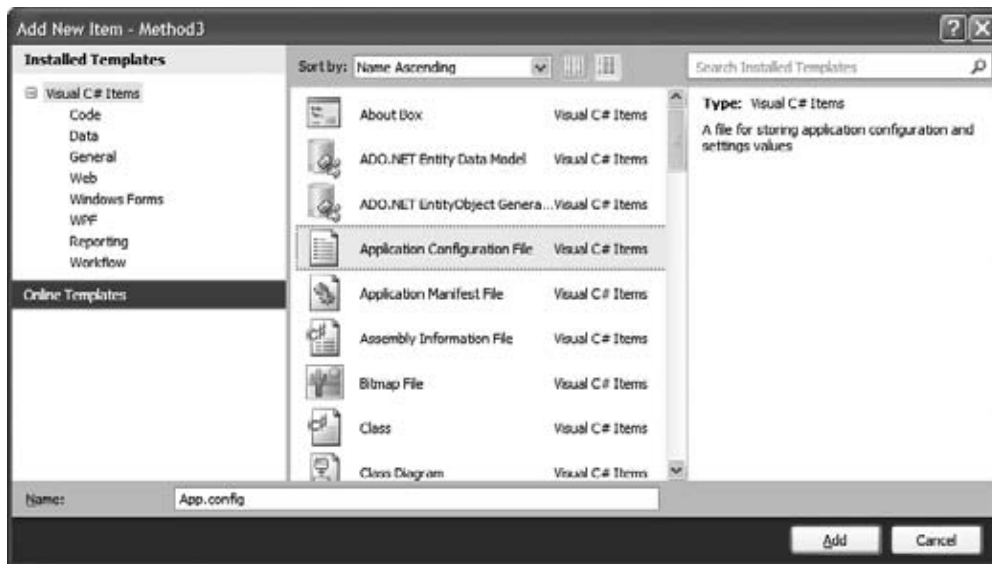 Add New Item - Method3
Installed Templates
Visual C# Items
Code
Data
General
Web
Windows Forms
WPF
Reporting
Workflow
Online Templates
Sort by: Name Ascending
About Box Visual C# Items
ADO.NET Entity Data Model Visual C# Items
ADO.NET EntityObject Genera... Visual C# Items
Application Configuration File Visual C# Items
Application Manifest File Visual C# Items
Assembly Information File Visual C# Items
Bitmap File Visual C# Items
Class Visual C# Items
Class Diagram Visual C# Items
Search Installed Templates
Type: Visual C# Items
A file for storing application configuration and
settings values
Name: App.config
Add Cancel